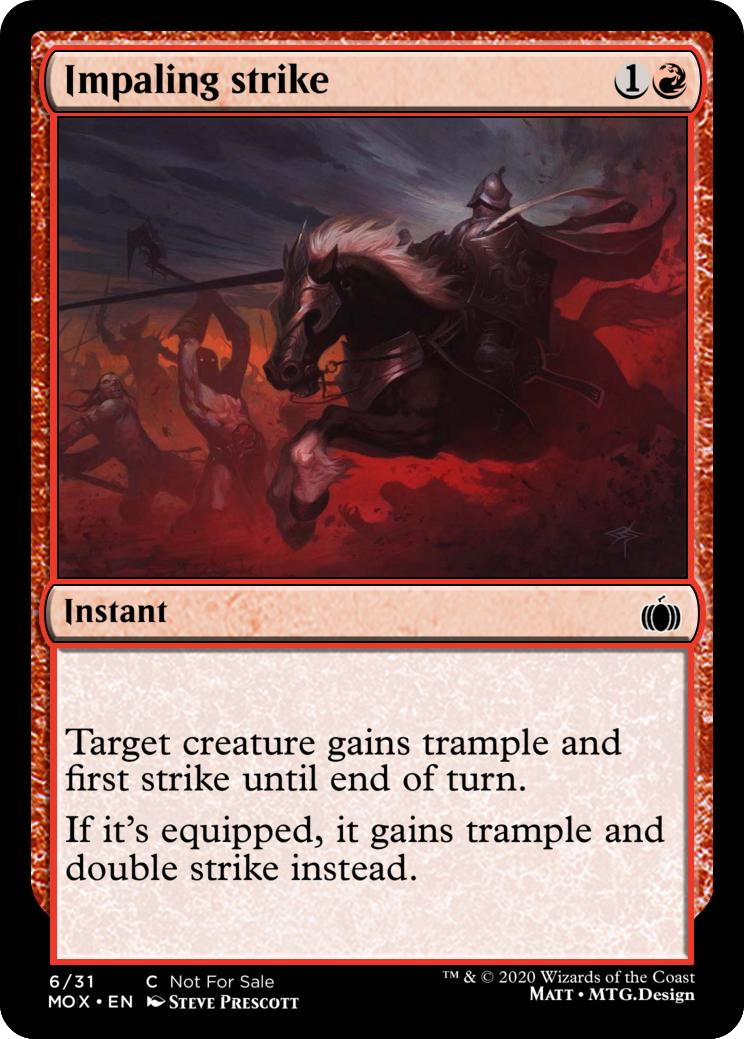 Impaling strike 1
Instant
Target creature gains trample and
first strike until end of turn.
If it's equipped, it gains trample and
double strike instead.
6/31 C Not For Sale ™ & © 2020 Wizards of the Coast
MOX • EN STEVE PRESCOTT MATT • MTG.Design